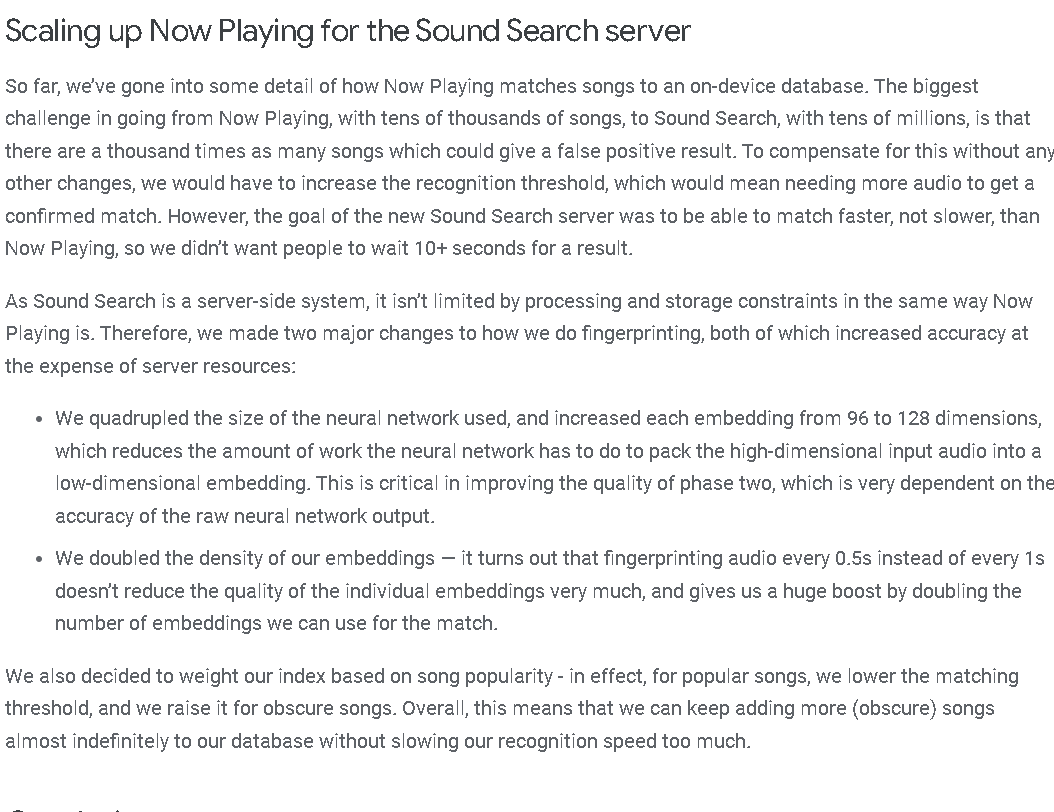 Scaling up Now Playing for the Sound Search server
So far, we've gone into some detail of how Now Playing matches songs to an on-device database. The biggest
challenge in going from Now Playing, with tens of thousands of songs, to Sound Search, with tens of millions, is that
there are a thousand times as many songs which could give a false positive result. To compensate for this without any
other changes, we would have to increase the recognition threshold, which would mean needing more audio to get a
confirmed match. However, the goal of the new Sound Search server was to be able to match faster, not slower, than
Now Playing, so we didn't want people to wait 10+ seconds for a result.
As Sound Search is a server-side system, it isn't limited by processing and storage constraints in the same way Now
Playing is. Therefore, we made two major changes to how we do fingerprinting, both of which increased accuracy at
the expense of server resources:
• We quadrupled the size of the neural network used, and increased each embedding from 96 to 128 dimensions,
which reduces the amount of work the neural network has to do to pack the high-dimensional input audio into a
low-dimensional embedding. This is critical in improving the quality of phase two, which is very dependent on the
accuracy of the raw neural network output.
• We doubled the density of our embeddings — it turns out that fingerprinting audio every 0.5s instead of every 1s
doesn't reduce the quality of the individual embeddings very much, and gives us a huge boost by doubling the
number of embeddings we can use for the match.
We also decided to weight our index based on song popularity - in effect, for popular songs, we lower the matching
threshold, and we raise it for obscure songs. Overall, this means that we can keep adding more (obscure) songs
almost indefinitely to our database without slowing our recognition speed too much.